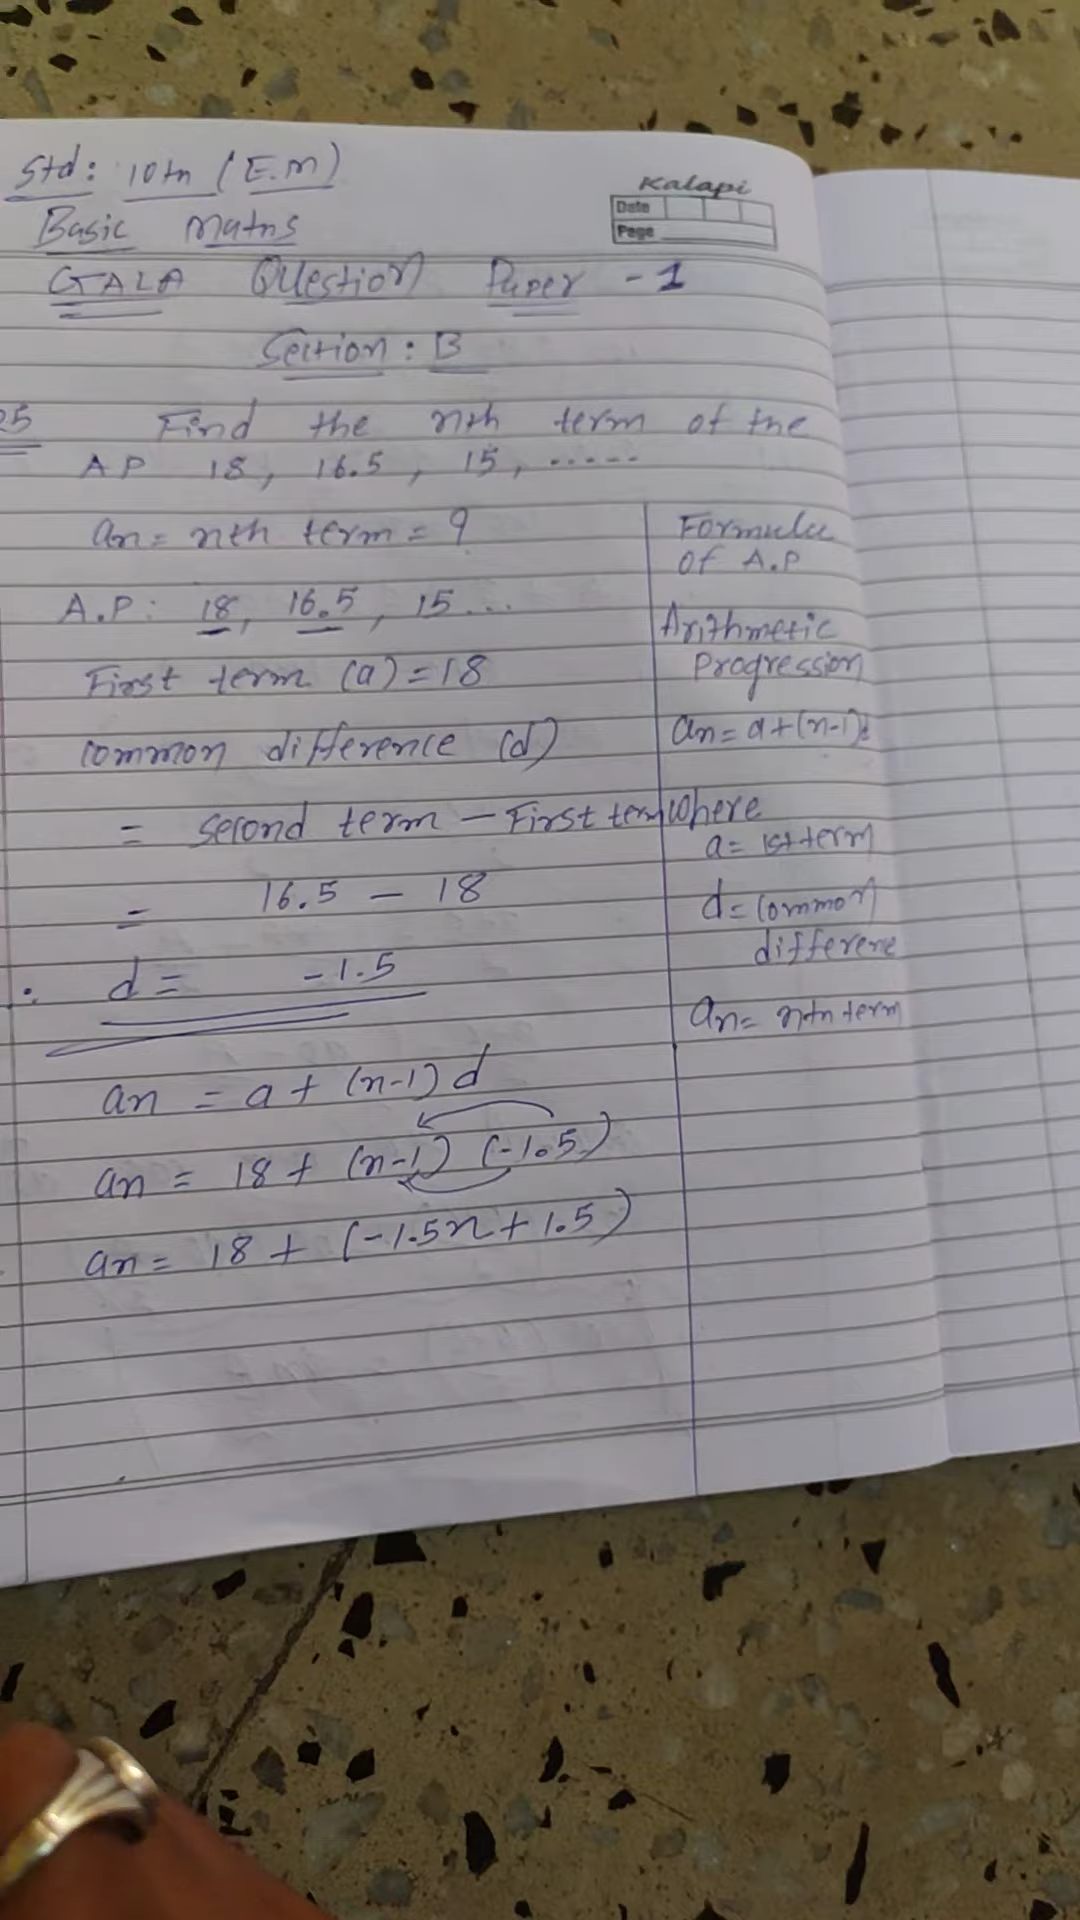 Std: 10th (E.M)
Kalapi
Date
Page
Basic Maths
GALA Question Paper - 1
Section: B
25 Find the nth term of the
A P 18, 16.5, 15, ......
an = nth term = ?
A.P: 18, 16.5, 15...
First term (a) = 18
common difference (d)
= second term - First term
= 16.5 - 18
∴ d = -1.5
an = a + (n-1) d
an = 18 + (n-1) (-1.5)
an = 18 + (-1.5n + 1.5)
Formula
of A.P
Arithmetic
Progression
an = a + (n-1)d
Where
a = 1st term
d = common
differene
an = nth term